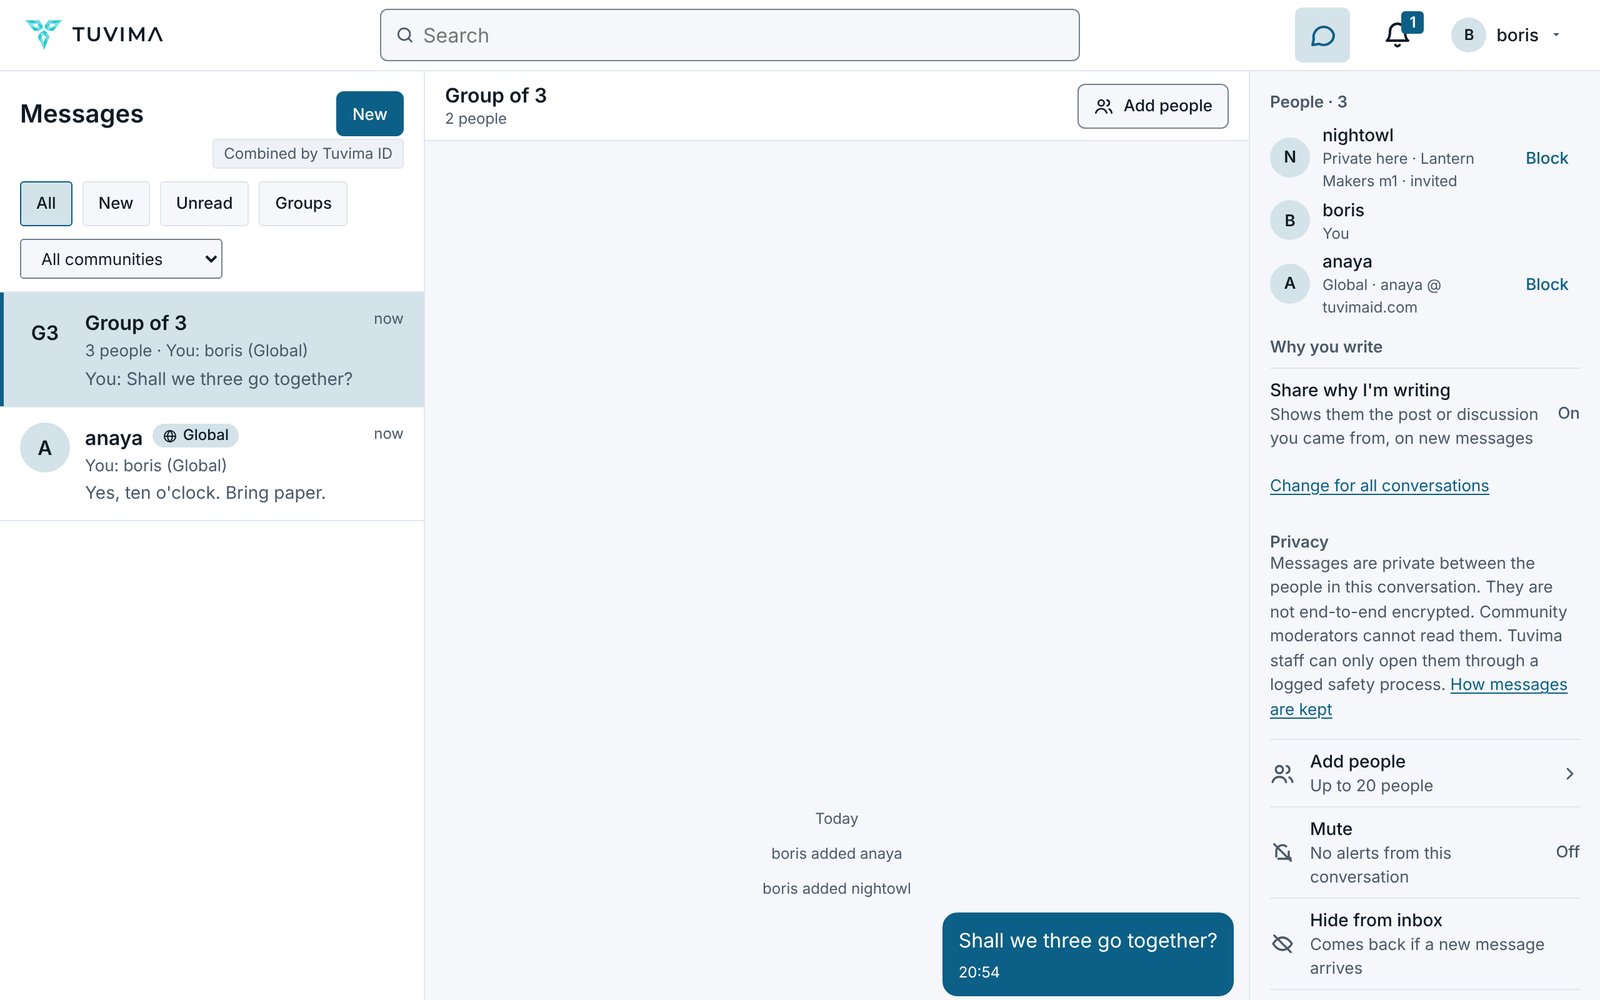 TUVIMA
Search
1
B
boris
Messages
New
Combined by Tuvima ID
All
New
Unread
Groups
All communities
G3
Group of 3
now
3 people · You: boris (Global)
You: Shall we three go together?
A
anaya
Global
now
You: boris (Global)
Yes, ten o'clock. Bring paper.
Group of 3
2 people
Add people
Today
boris added anaya
boris added nightowl
Shall we three go together?
20:54
People · 3
N
nightowl
Private here · Lantern
Makers m1 · invited
Block
B
boris
You
A
anaya
Global · anaya @
tuvimaid.com
Block
Why you write
Share why I'm writing
Shows them the post or discussion
you came from, on new messages
On
Change for all conversations
Privacy
Messages are private between the
people in this conversation. They are
not end-to-end encrypted. Community
moderators cannot read them. Tuvima
staff can only open them through a
logged safety process. How messages
are kept
Add people
Up to 20 people
Mute
No alerts from this
conversation
Off
Hide from inbox
Comes back if a new message
arrives